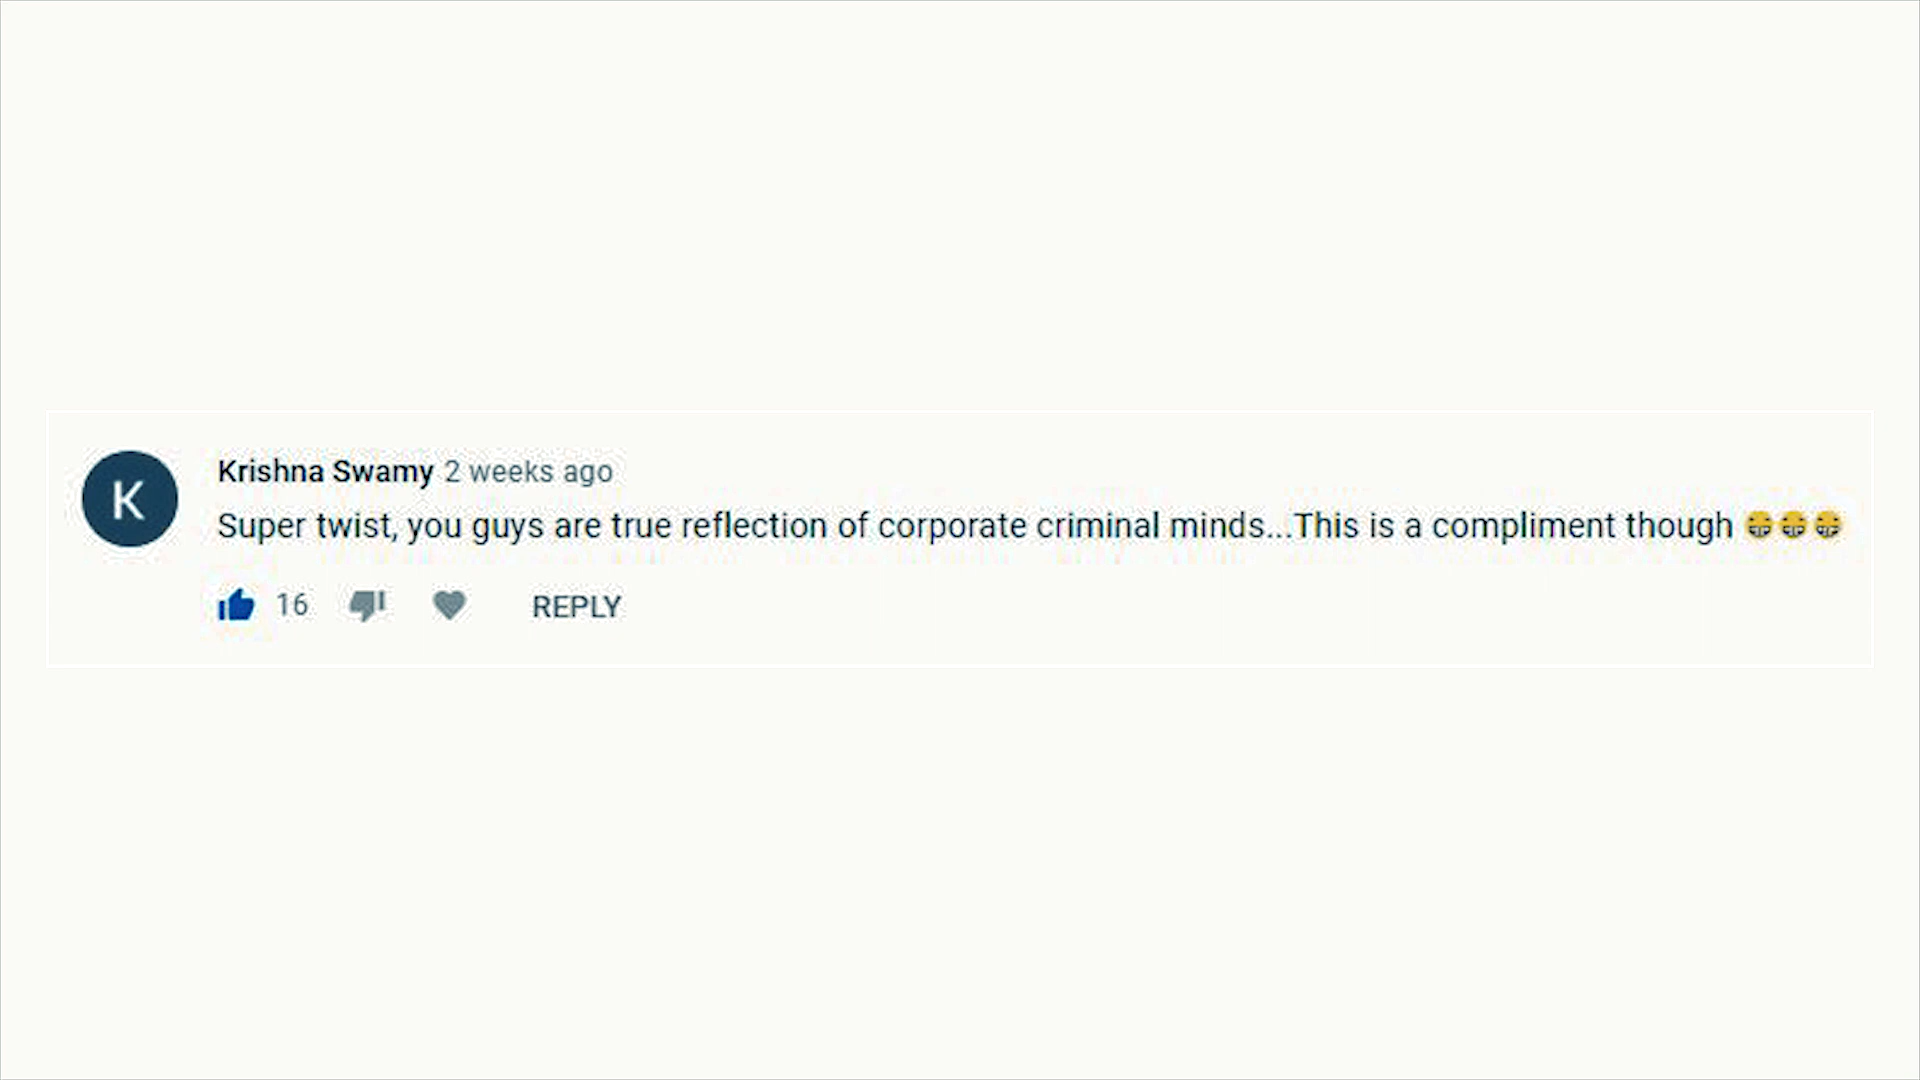 K
Krishna Swamy 2 weeks ago
Super twist, you guys are true reflection of corporate criminal minds...This is a compliment though 😁😁😁
16 REPLY